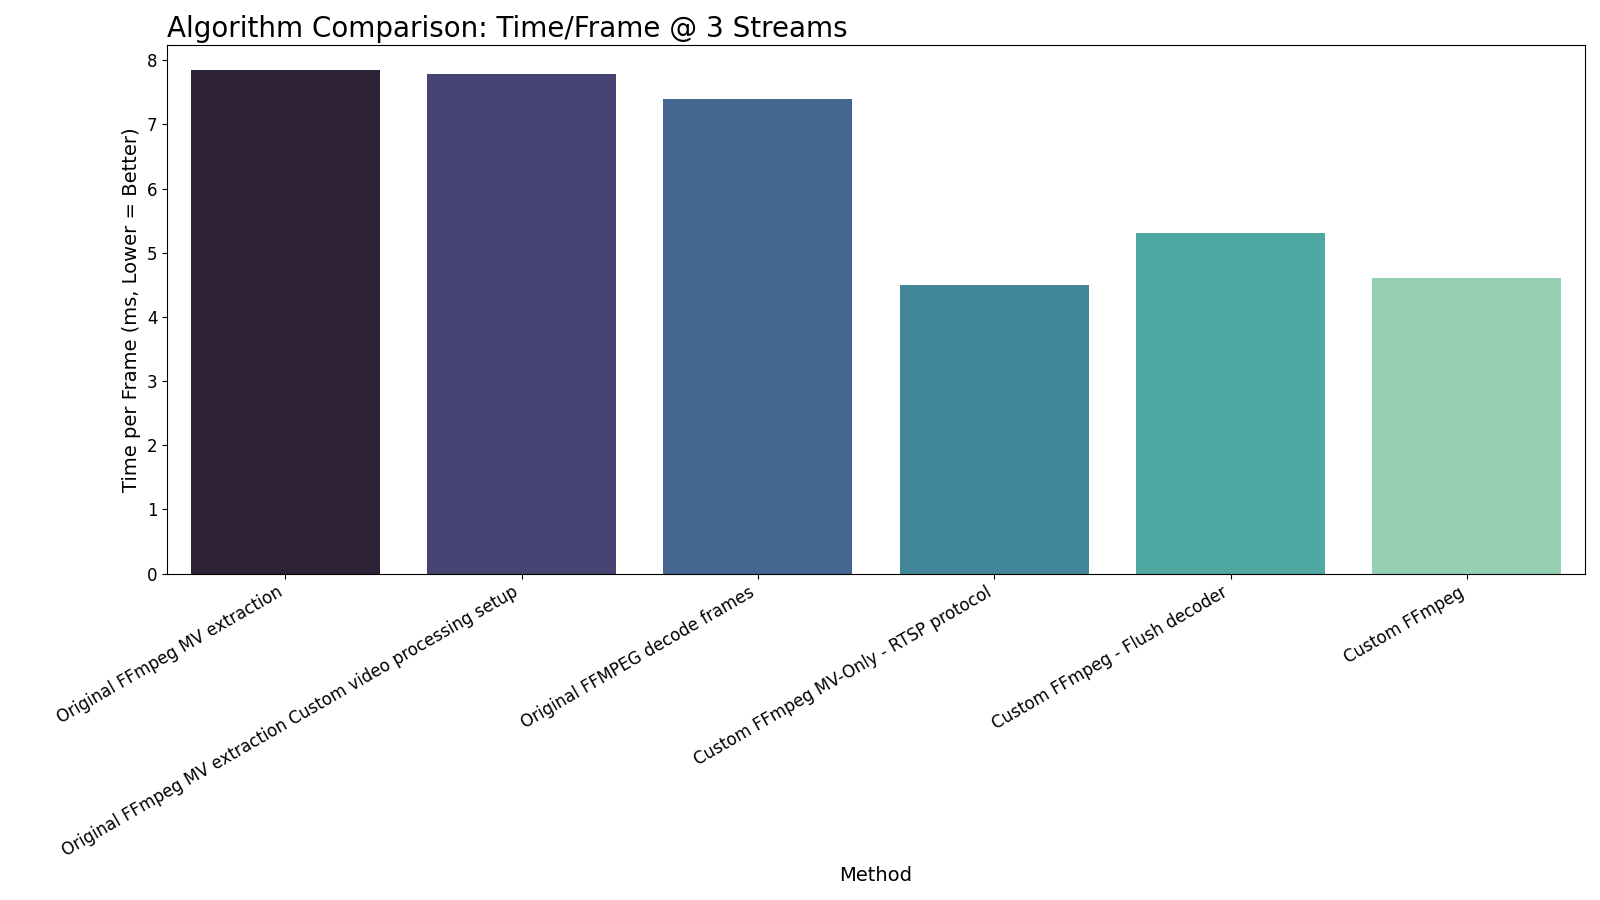 Algorithm Comparison: Time/Frame @ 3 Streams
Time per Frame (ms, Lower = Better)
8
7
6
5
4
3
2
1
0
Original FFmpeg MV extraction
Original FFmpeg MV extraction Custom video processing setup
Original FFMPEG decode frames
Custom FFmpeg MV-Only - RTSP protocol
Custom FFmpeg - Flush decoder
Custom FFmpeg
Method